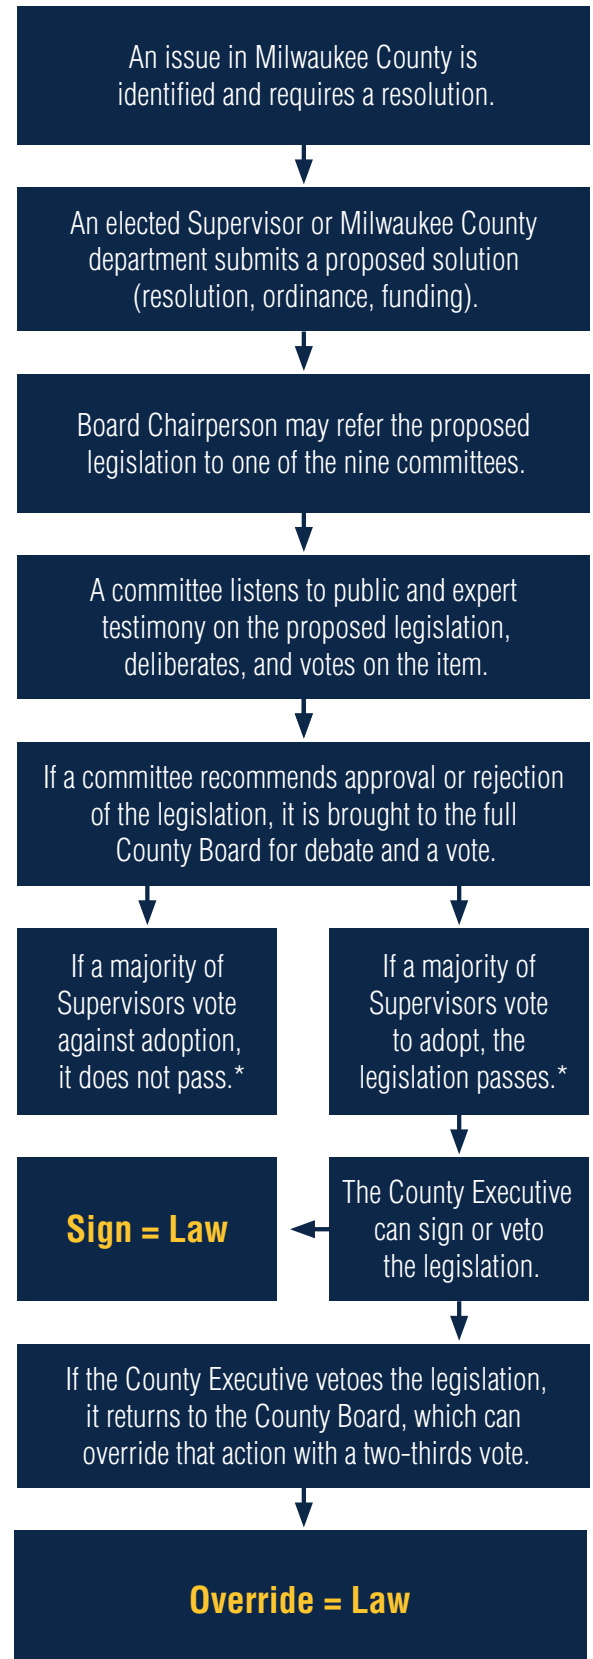 An issue in Milwaukee County is
identified and requires a resolution.
An elected Supervisor or Milwaukee County
department submits a proposed solution
(resolution, ordinance, funding).
Board Chairperson may refer the proposed
legislation to one of the nine committees.
A committee listens to public and expert
testimony on the proposed legislation,
deliberates, and votes on the item.
If a committee recommends approval or rejection
of the legislation, it is brought to the full
County Board for debate and a vote.
If a majority of
Supervisors vote
against adoption,
it does not pass.*
If a majority of
Supervisors vote
to adopt, the
legislation passes.*
The County Executive
can sign or veto
the legislation.
Sign = Law
If the County Executive vetoes the legislation,
it returns to the County Board, which can
override that action with a two-thirds vote.
Override = Law